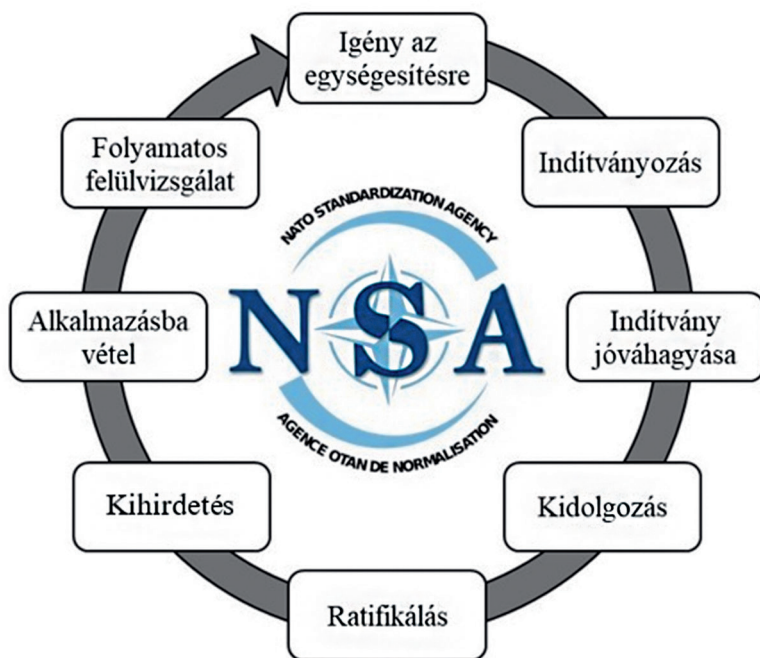 Igény az
egységesítésre
Indítványozás
Indítvány
jóváhagyása
Kidolgozás
Ratifikálás
Kihirdetés
Alkalmazásba
vétel
Folyamatos
felülvizsgálat
NATO STANDARDIZATION AGENCY
NSA
AGENCE OTAN DE NORMALISATION